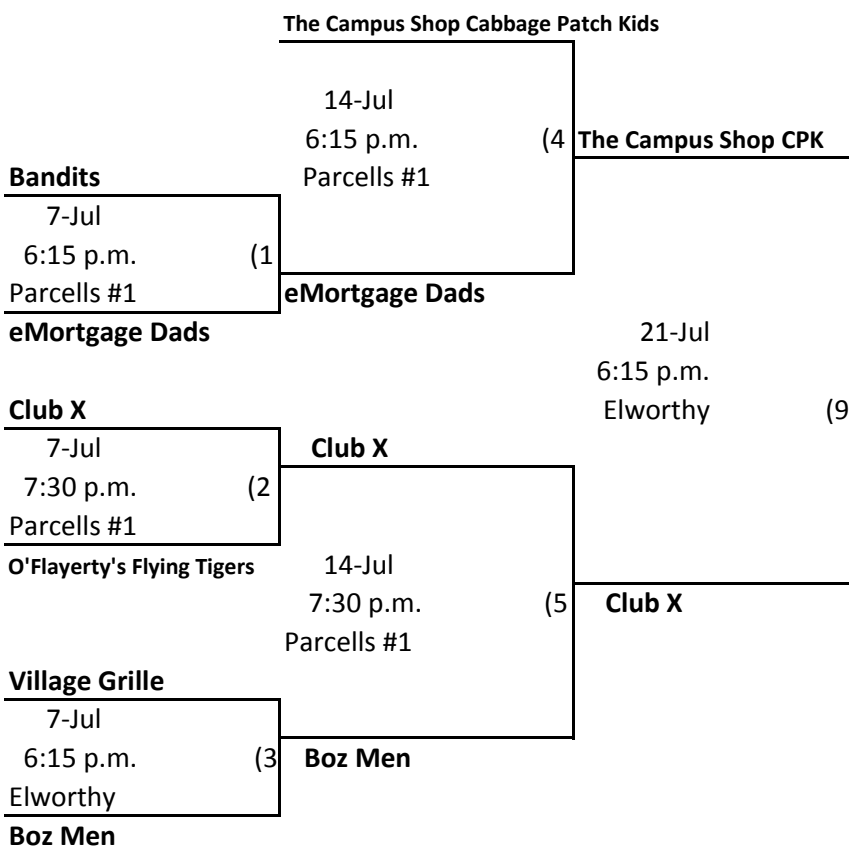 The Campus Shop Cabbage Patch Kids
14-Jul
6:15 p.m. (4 The Campus Shop CPK
Bandits Parcells #1
7-Jul
6:15 p.m. (1
Parcells #1 eMortgage Dads
eMortgage Dads 21-Jul
6:15 p.m.
Club X Elworthy (9
7-Jul Club X
7:30 p.m. (2
Parcells #1
O'Flayerty's Flying Tigers 14-Jul
7:30 p.m. (5 Club X
Parcells #1
Village Grille
7-Jul
6:15 p.m. (3 Boz Men
Elworthy
Boz Men